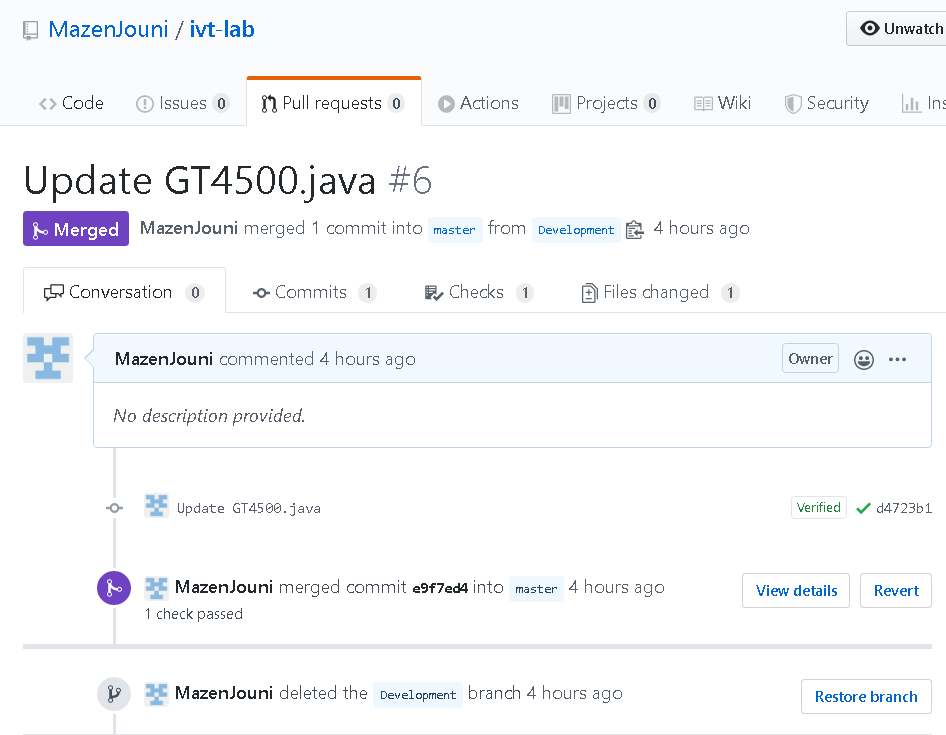 MazenJouni / ivt-lab
Unwatch
Code Issues 0 Pull requests 0 Actions Projects 0 Wiki Security Ins
Update GT4500.java #6
Merged MazenJouni merged 1 commit into master from Development 4 hours ago
Conversation 0 Commits 1 Checks 1 Files changed 1
MazenJouni commented 4 hours ago Owner ...
No description provided.
Update GT4500.java Verified d4723b1
MazenJouni merged commit e9f7ed4 into master 4 hours ago View details Revert
1 check passed
MazenJouni deleted the Development branch 4 hours ago Restore branch